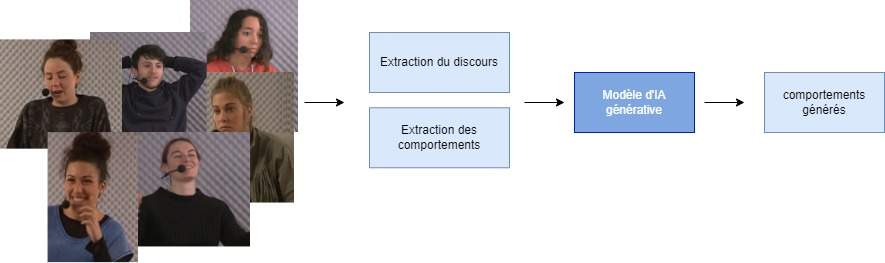 Extraction du discours
Extraction des
comportements
Modèle d'IA
générative
comportements
générés